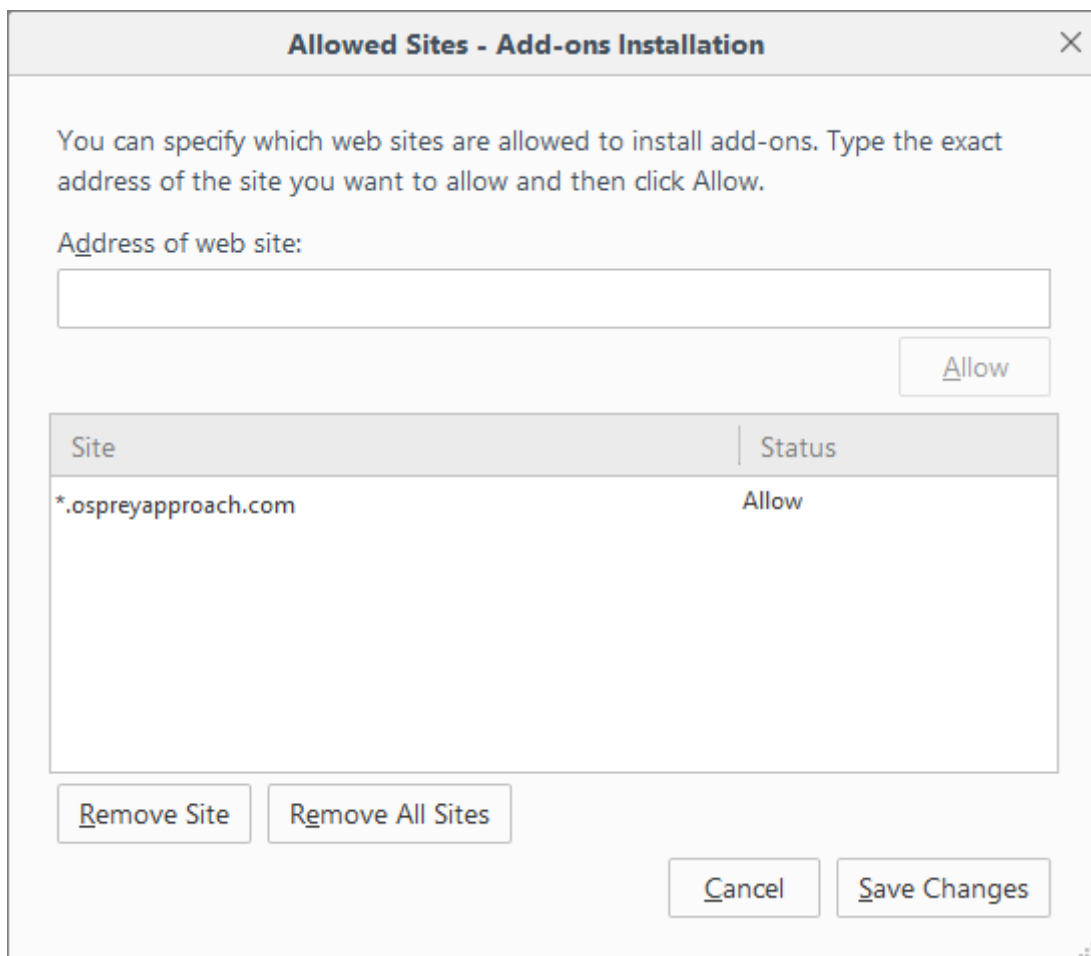 Allowed Sites - Add-ons Installation
You can specify which web sites are allowed to install add-ons. Type the exact
address of the site you want to allow and then click Allow.
Address of web site:
Allow
Site Status
*.ospreyapproach.com Allow
Remove Site Remove All Sites
Cancel Save Changes